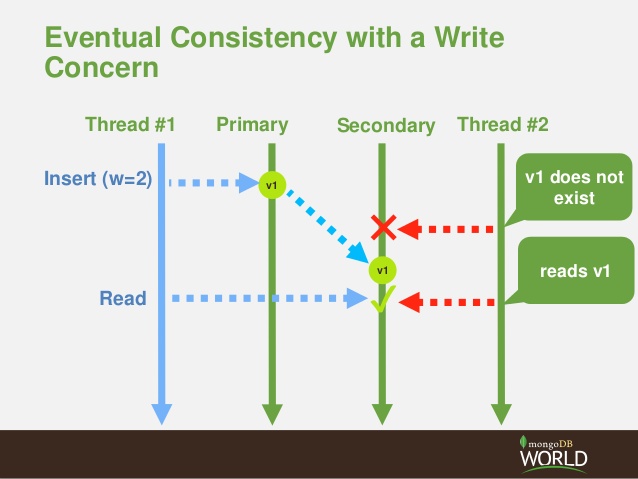 Eventual Consistency with a Write
Concern
Thread #1
Primary
Secondary
Thread #2
Insert (w=2)
v1
v1 does not
exist
v1
reads v1
Read
mongoDB
WORLD